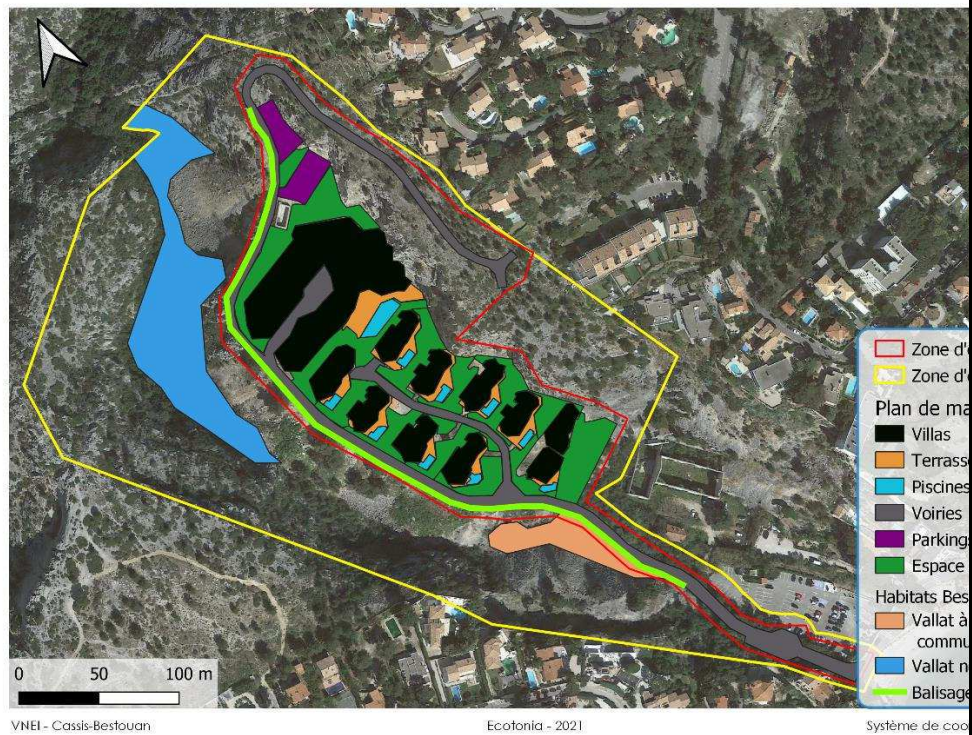 Zone d'
Zone d'
Plan de ma
Villas
Terrass
Piscines
Voiries
Parkings
Espace
Habitats Bes
Vallat à
commu
Vallat n
Balisage
0 50 100 m
VNEI - Cassis-Bestouan Ecotonia - 2021 Système de coo